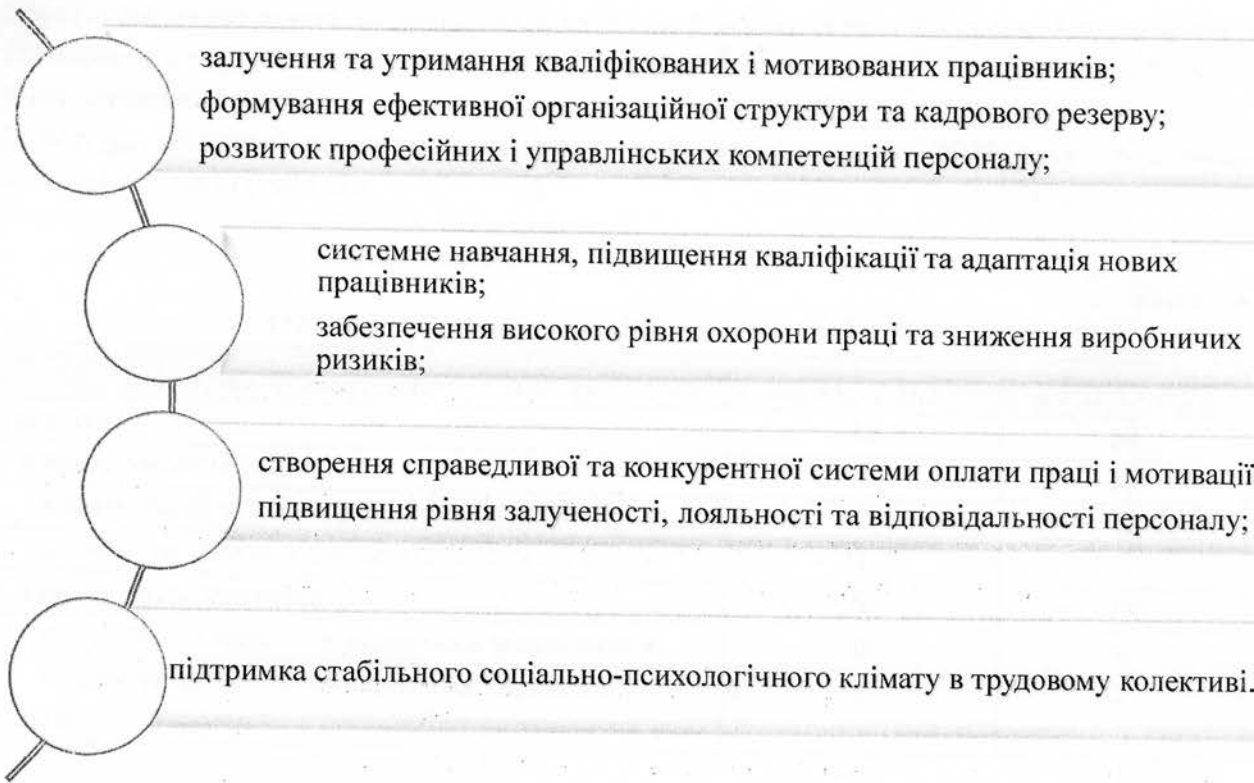 залучення та утримання кваліфікованих і мотивованих працівників;
формування ефективної організаційної структури та кадрового резерву;
розвиток професійних і управлінських компетенцій персоналу;
системне навчання, підвищення кваліфікації та адаптація нових
працівників;
забезпечення високого рівня охорони праці та зниження виробничих
ризиків;
створення справедливої та конкурентної системи оплати праці і мотивації
підвищення рівня залученості, лояльності та відповідальності персоналу;
підтримка стабільного соціально-психологічного клімату в трудовому колективі.